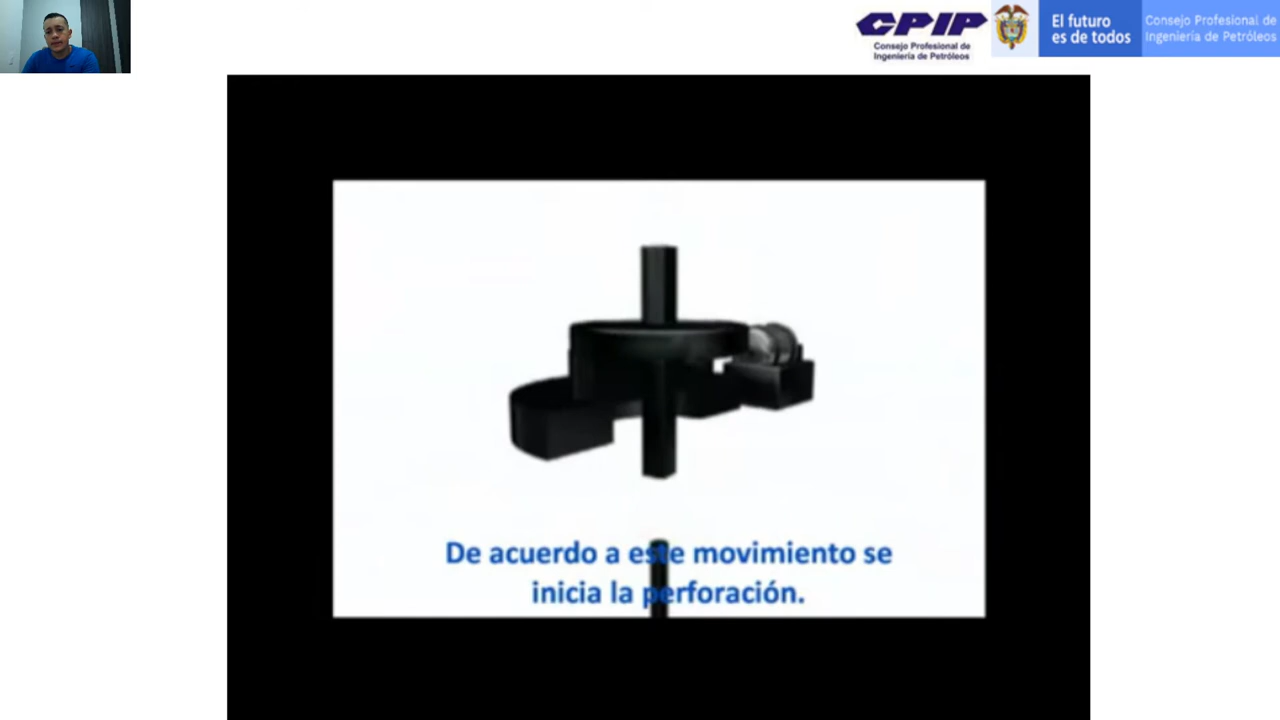 CPIP
Consejo Profesional de
Ingeniería de Petróleos
El futuro
es de todos
Consejo Profesional de
Ingeniería de Petróleos
De acuerdo a este movimiento se
inicia la perforación.